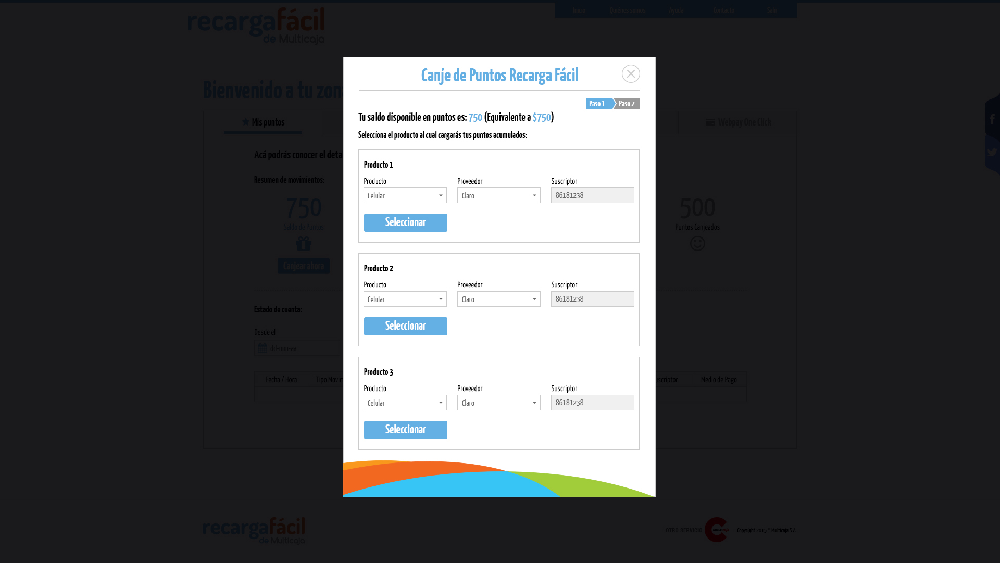 recargafácil
de Multicaja
Inicio
Quiénes somos
Ayuda
Contacto
Salir
Bienvenido a tu zon
Mis puntos
Webpay One Click
Acá podrás conocer el detal
Resumen de movimientos:
750
Saldo de Puntos
Canjear ahora
500
Puntos Canjeados
Estado de cuenta:
Desde el
dd-mm-aa
Fecha / Hora
Tipo Movim
uscriptor
Medio de Pago
Canje de Puntos Recarga Fácil
Paso 1
Paso 2
Tu saldo disponible en puntos es: 750 (Equivalente a $750)
Selecciona el producto al cual cargarás tus puntos acumulados:
Producto 1
Producto
Proveedor
Suscriptor
Celular
Claro
86181238
Seleccionar
Producto 2
Producto
Proveedor
Suscriptor
Celular
Claro
86181238
Seleccionar
Producto 3
Producto
Proveedor
Suscriptor
Celular
Claro
86181238
Seleccionar
recargafácil
de Multicaja
OTRO SERVICIO
multicaja
Copyright 2015 © Multicaja S.A.